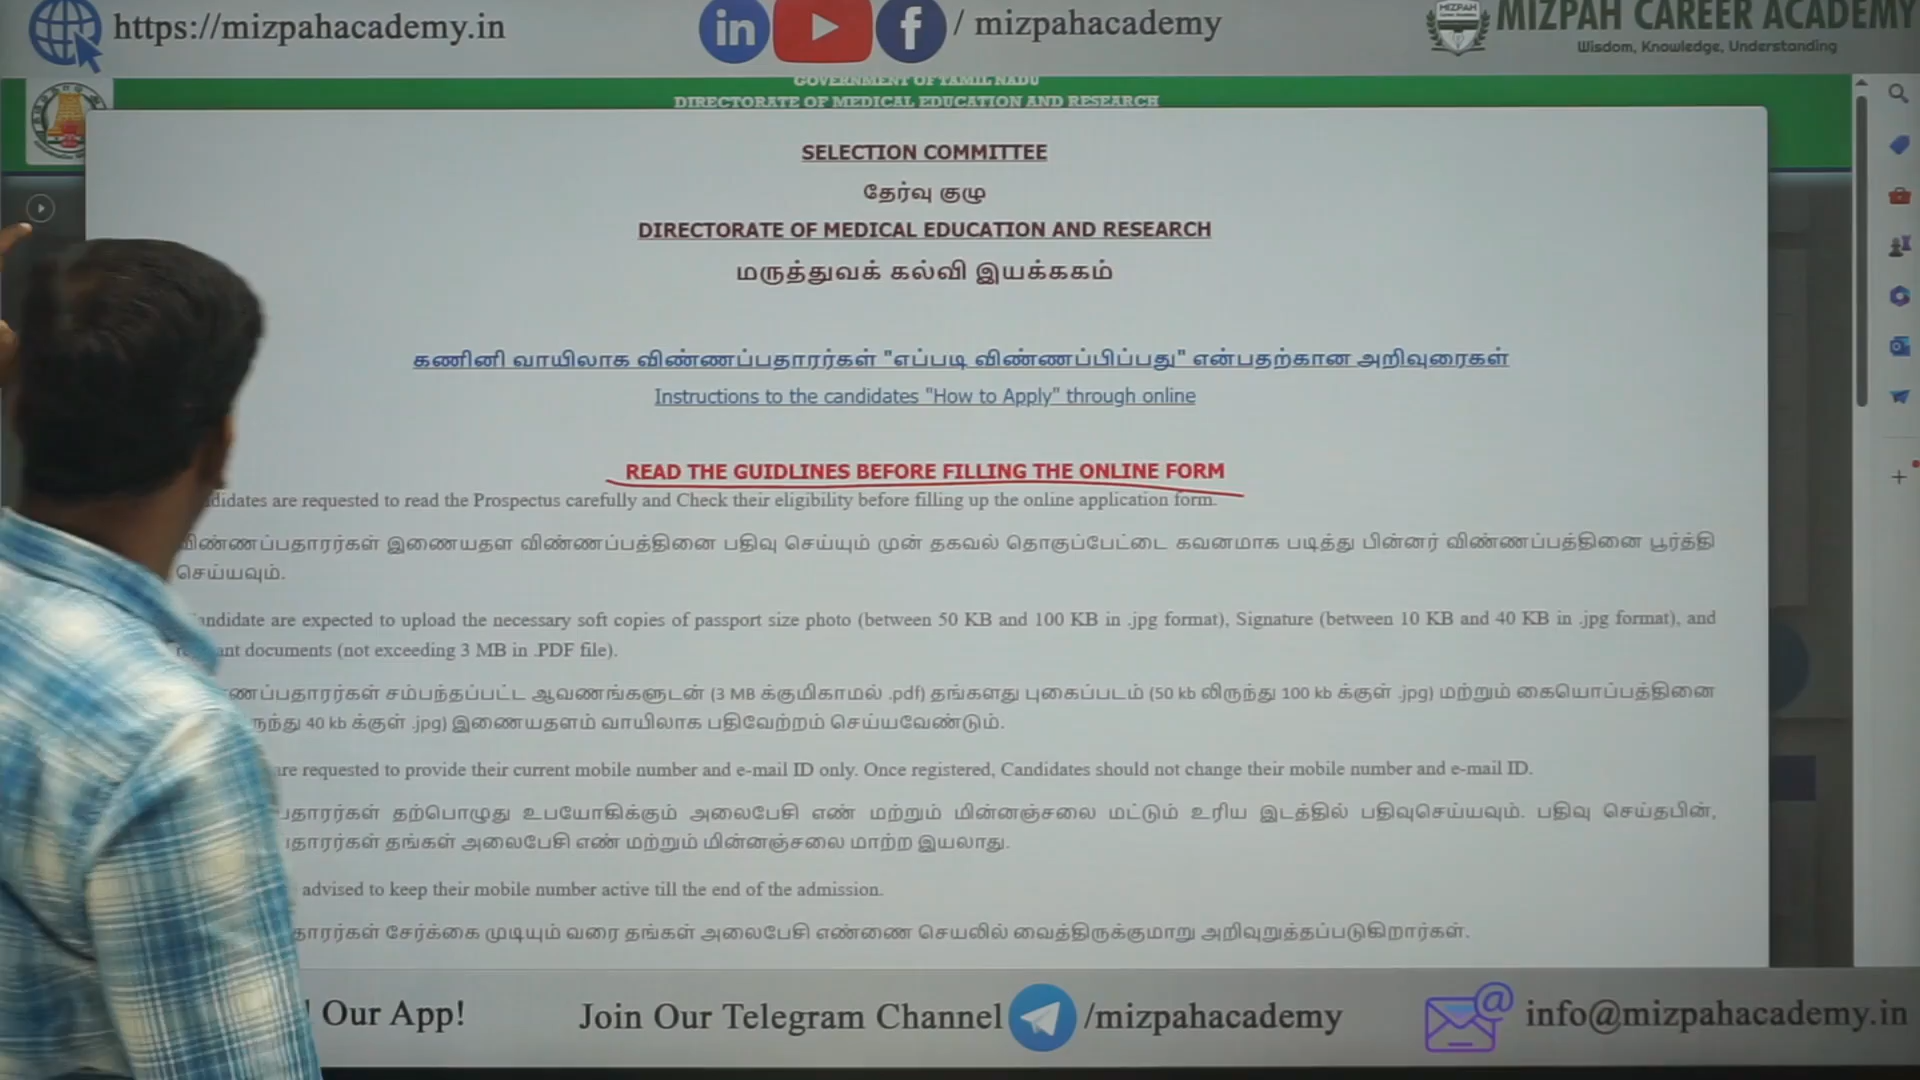 https://mizpahacademy.in
in f / mizpahacademy
MIZPAH CAREER ACADEMY
Wisdom, Knowledge, Understanding
MIZPAH
GOVERNMENT OF TAMIL NADU
DIRECTORATE OF MEDICAL EDUCATION AND RESEARCH
SELECTION COMMITTEE
தேர்வு குழு
DIRECTORATE OF MEDICAL EDUCATION AND RESEARCH
மருத்துவக் கல்வி இயக்ககம்
கணினி வாயிலாக விண்ணப்பதாரர்கள் "எப்படி விண்ணப்பிப்பது" என்பதற்கான அறிவுரைகள்
Instructions to the candidates "How to Apply" through online
READ THE GUIDLINES BEFORE FILLING THE ONLINE FORM
didates are requested to read the Prospectus carefully and Check their eligibility before filling up the online application form.
விண்ணப்பதாரர்கள் இணையதள விண்ணப்பத்தினை பதிவு செய்யும் முன் தகவல் தொகுப்பேட்டை கவனமாக படித்து பின்னர் விண்ணப்பத்தினை பூர்த்தி
செய்யவும்.
andidate are expected to upload the necessary soft copies of passport size photo (between 50 KB and 100 KB in .jpg format), Signature (between 10 KB and 40 KB in .jpg format), and
ant documents (not exceeding 3 MB in .PDF file).
ணப்பதாரர்கள் சம்பந்தப்பட்ட ஆவணங்களுடன் (3 MB க்குமிகாமல் .pdf) தங்களது புகைப்படம் (50 kb லிருந்து 100 kb க்குள் .jpg) மற்றும் கையொப்பத்தினை
ருந்து 40 kb க்குள் .jpg) இணையதளம் வாயிலாக பதிவேற்றம் செய்யவேண்டும்.
are requested to provide their current mobile number and e-mail ID only. Once registered, Candidates should not change their mobile number and e-mail ID.
பதாரர்கள் தற்பொழுது உபயோகிக்கும் அலைபேசி எண் மற்றும் மின்னஞ்சலை மட்டும் உரிய இடத்தில் பதிவுசெய்யவும். பதிவு செய்தபின்,
தாரர்கள் தங்கள் அலைபேசி எண் மற்றும் மின்னஞ்சலை மாற்ற இயலாது.
advised to keep their mobile number active till the end of the admission.
தாரர்கள் சேர்க்கை முடியும் வரை தங்கள் அலைபேசி எண்ணை செயலில் வைத்திருக்குமாறு அறிவுறுத்தப்படுகிறார்கள்.
Our App!
Join Our Telegram Channel /mizpahacademy
info@mizpahacademy.in